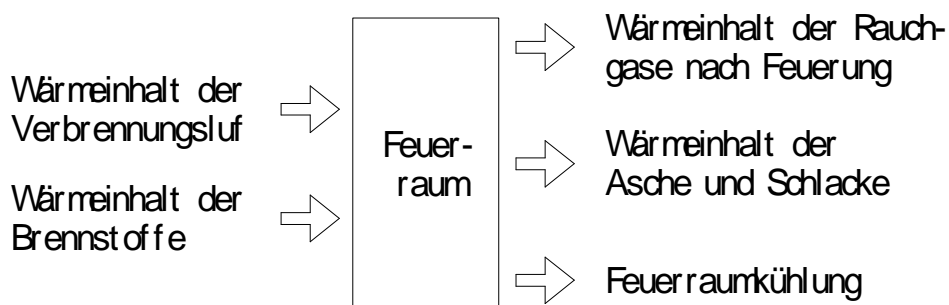 Wärmeinhalt der
Verbrennungsluf
Wärmeinhalt der
Brennstoffe
Feuer-
raum
Wärmeinhalt der Rauch-
gase nach Feuerung
Wärmeinhalt der
Asche und Schlacke
Feuerraumkühlung